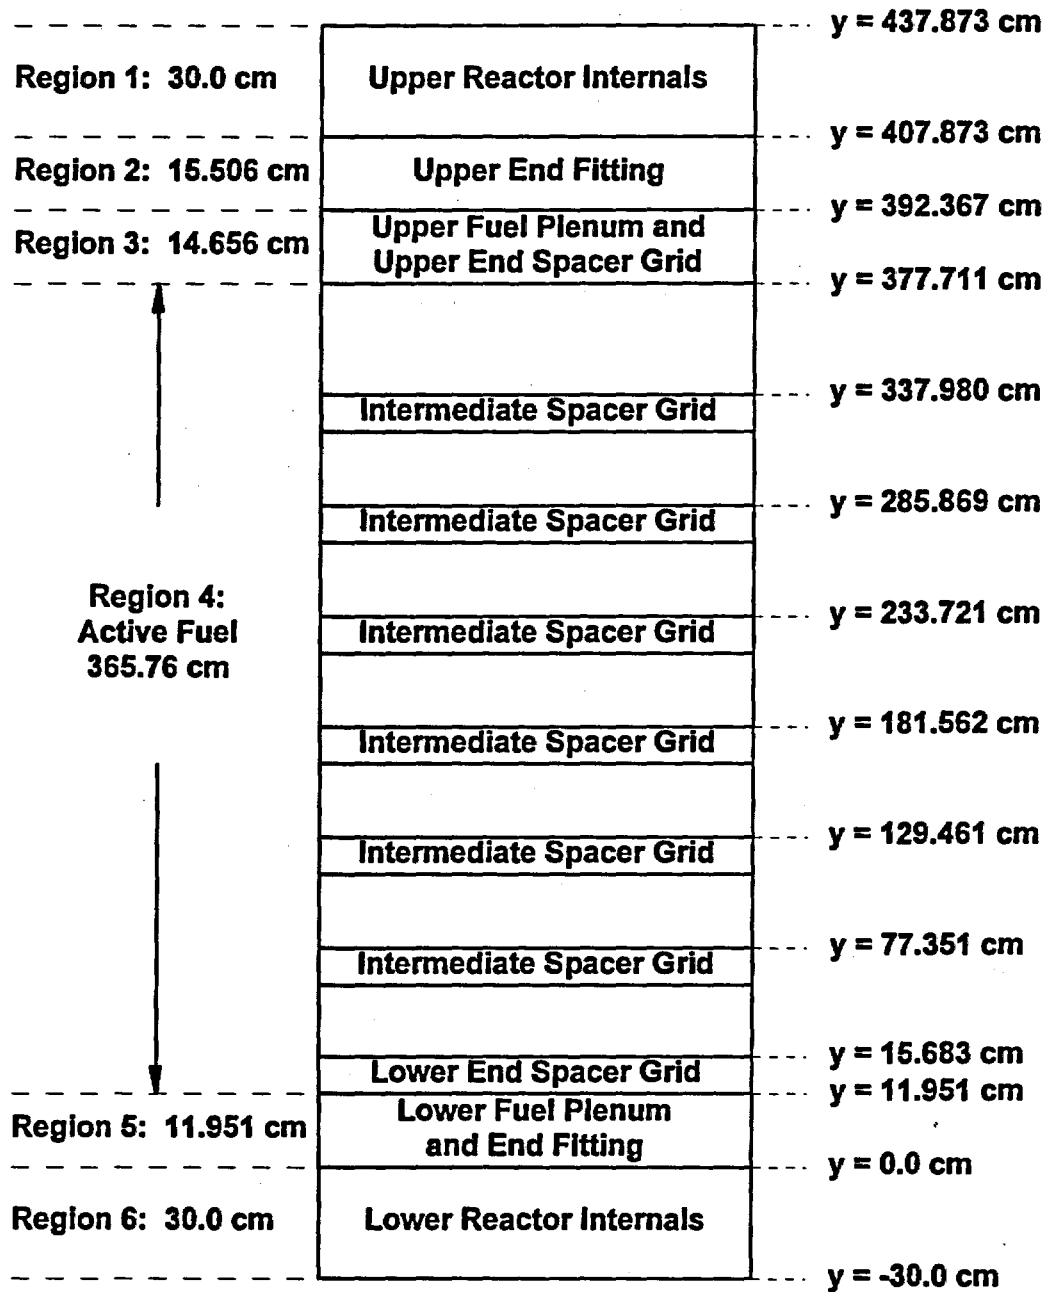 y = 437.873 cm
Region 1: 30.0 cm
Upper Reactor Internals
y = 407.873 cm
Region 2: 15.506 cm
Upper End Fitting
y = 392.367 cm
Region 3: 14.656 cm
Upper Fuel Plenum and
Upper End Spacer Grid
y = 377.711 cm
y = 337.980 cm
Intermediate Spacer Grid
y = 285.869 cm
Intermediate Spacer Grid
Region 4:
Active Fuel
365.76 cm
y = 233.721 cm
Intermediate Spacer Grid
y = 181.562 cm
Intermediate Spacer Grid
y = 129.461 cm
Intermediate Spacer Grid
y = 77.351 cm
Intermediate Spacer Grid
y = 15.683 cm
Lower End Spacer Grid
y = 11.951 cm
Region 5: 11.951 cm
Lower Fuel Plenum
and End Fitting
y = 0.0 cm
Region 6: 30.0 cm
Lower Reactor Internals
y = -30.0 cm